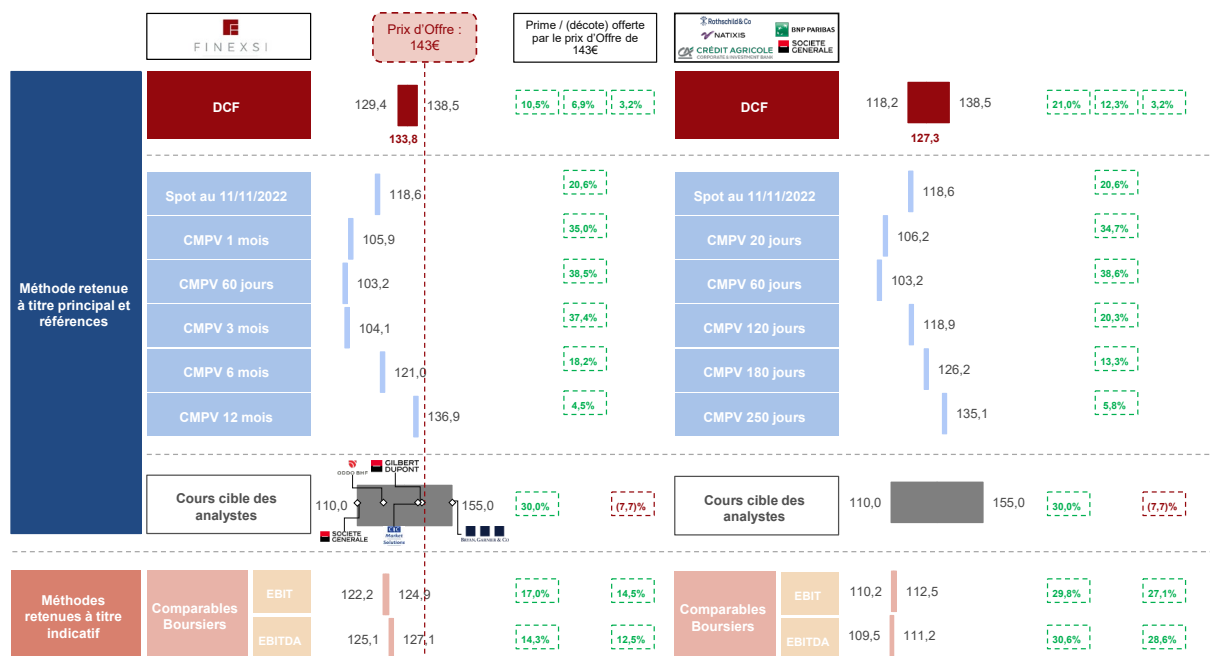 FINEXSI
Prix d'Offre :
143€
Prime / (décote) offerte
par le prix d'Offre de
143€
Rothschild & Co
BNP PARIBAS
NATIXIS
CRÉDIT AGRICOLE
CORPORATE & INVESTMENT BANK
SOCIETE
GENERALE
DCF
129,4
138,5
133,8
10,5% 6,9% 3,2%
DCF
118,2
138,5
127,3
21,0% 12,3% 3,2%
Méthode retenue
à titre principal et
références
Spot au 11/11/2022
118,6
20,6%
Spot au 11/11/2022
118,6
20,6%
CMPV 1 mois
105,9
35,0%
CMPV 20 jours
106,2
34,7%
CMPV 60 jours
103,2
38,5%
CMPV 60 jours
103,2
38,6%
CMPV 3 mois
104,1
37,4%
CMPV 120 jours
118,9
20,3%
CMPV 6 mois
121,0
18,2%
CMPV 180 jours
126,2
13,3%
CMPV 12 mois
136,9
4,5%
CMPV 250 jours
135,1
5,8%
Cours cible des
analystes
ODDO BHF
GILBERT
DUPONT
110,0
155,0
SOCIETE
GENERALE
CIC
Market
Solutions
BRYAN, GARNIER & CO
30,0%
(7,7)%
Cours cible des
analystes
110,0
155,0
30,0%
(7,7)%
Méthodes
retenues à titre
indicatif
Comparables
Boursiers
EBIT
122,2
124,9
17,0%
14,5%
EBITDA
125,1
127,1
14,3%
12,5%
Comparables
Boursiers
EBIT
110,2
112,5
29,8%
27,1%
EBITDA
109,5
111,2
30,6%
28,6%